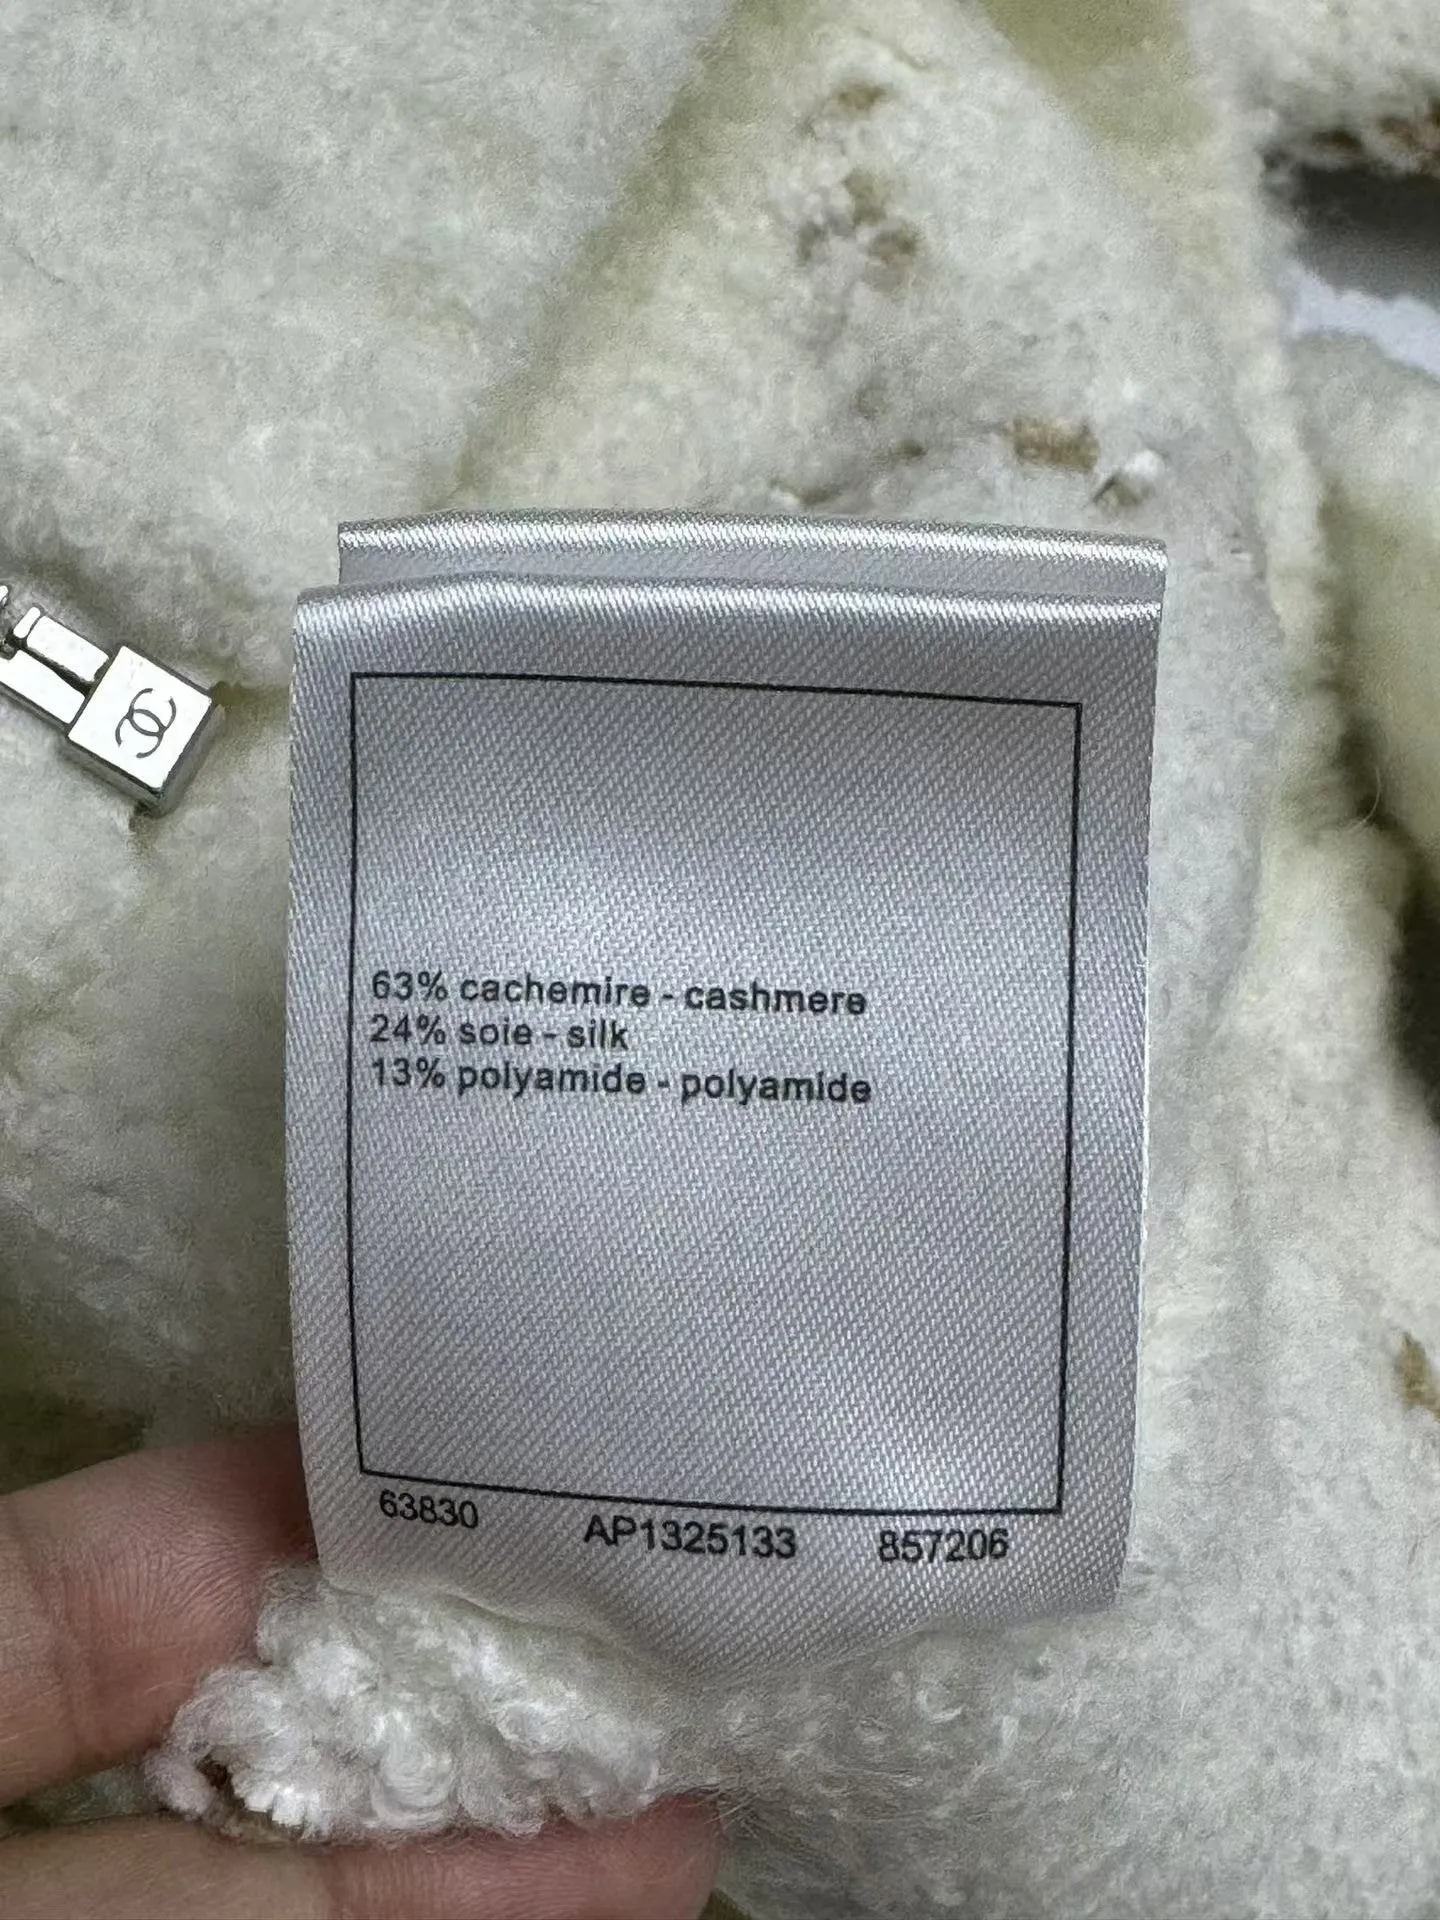 63% cachemire - cashmere
24% soie - silk
13% polyamide - polyamide
63830 AP1325133 857206